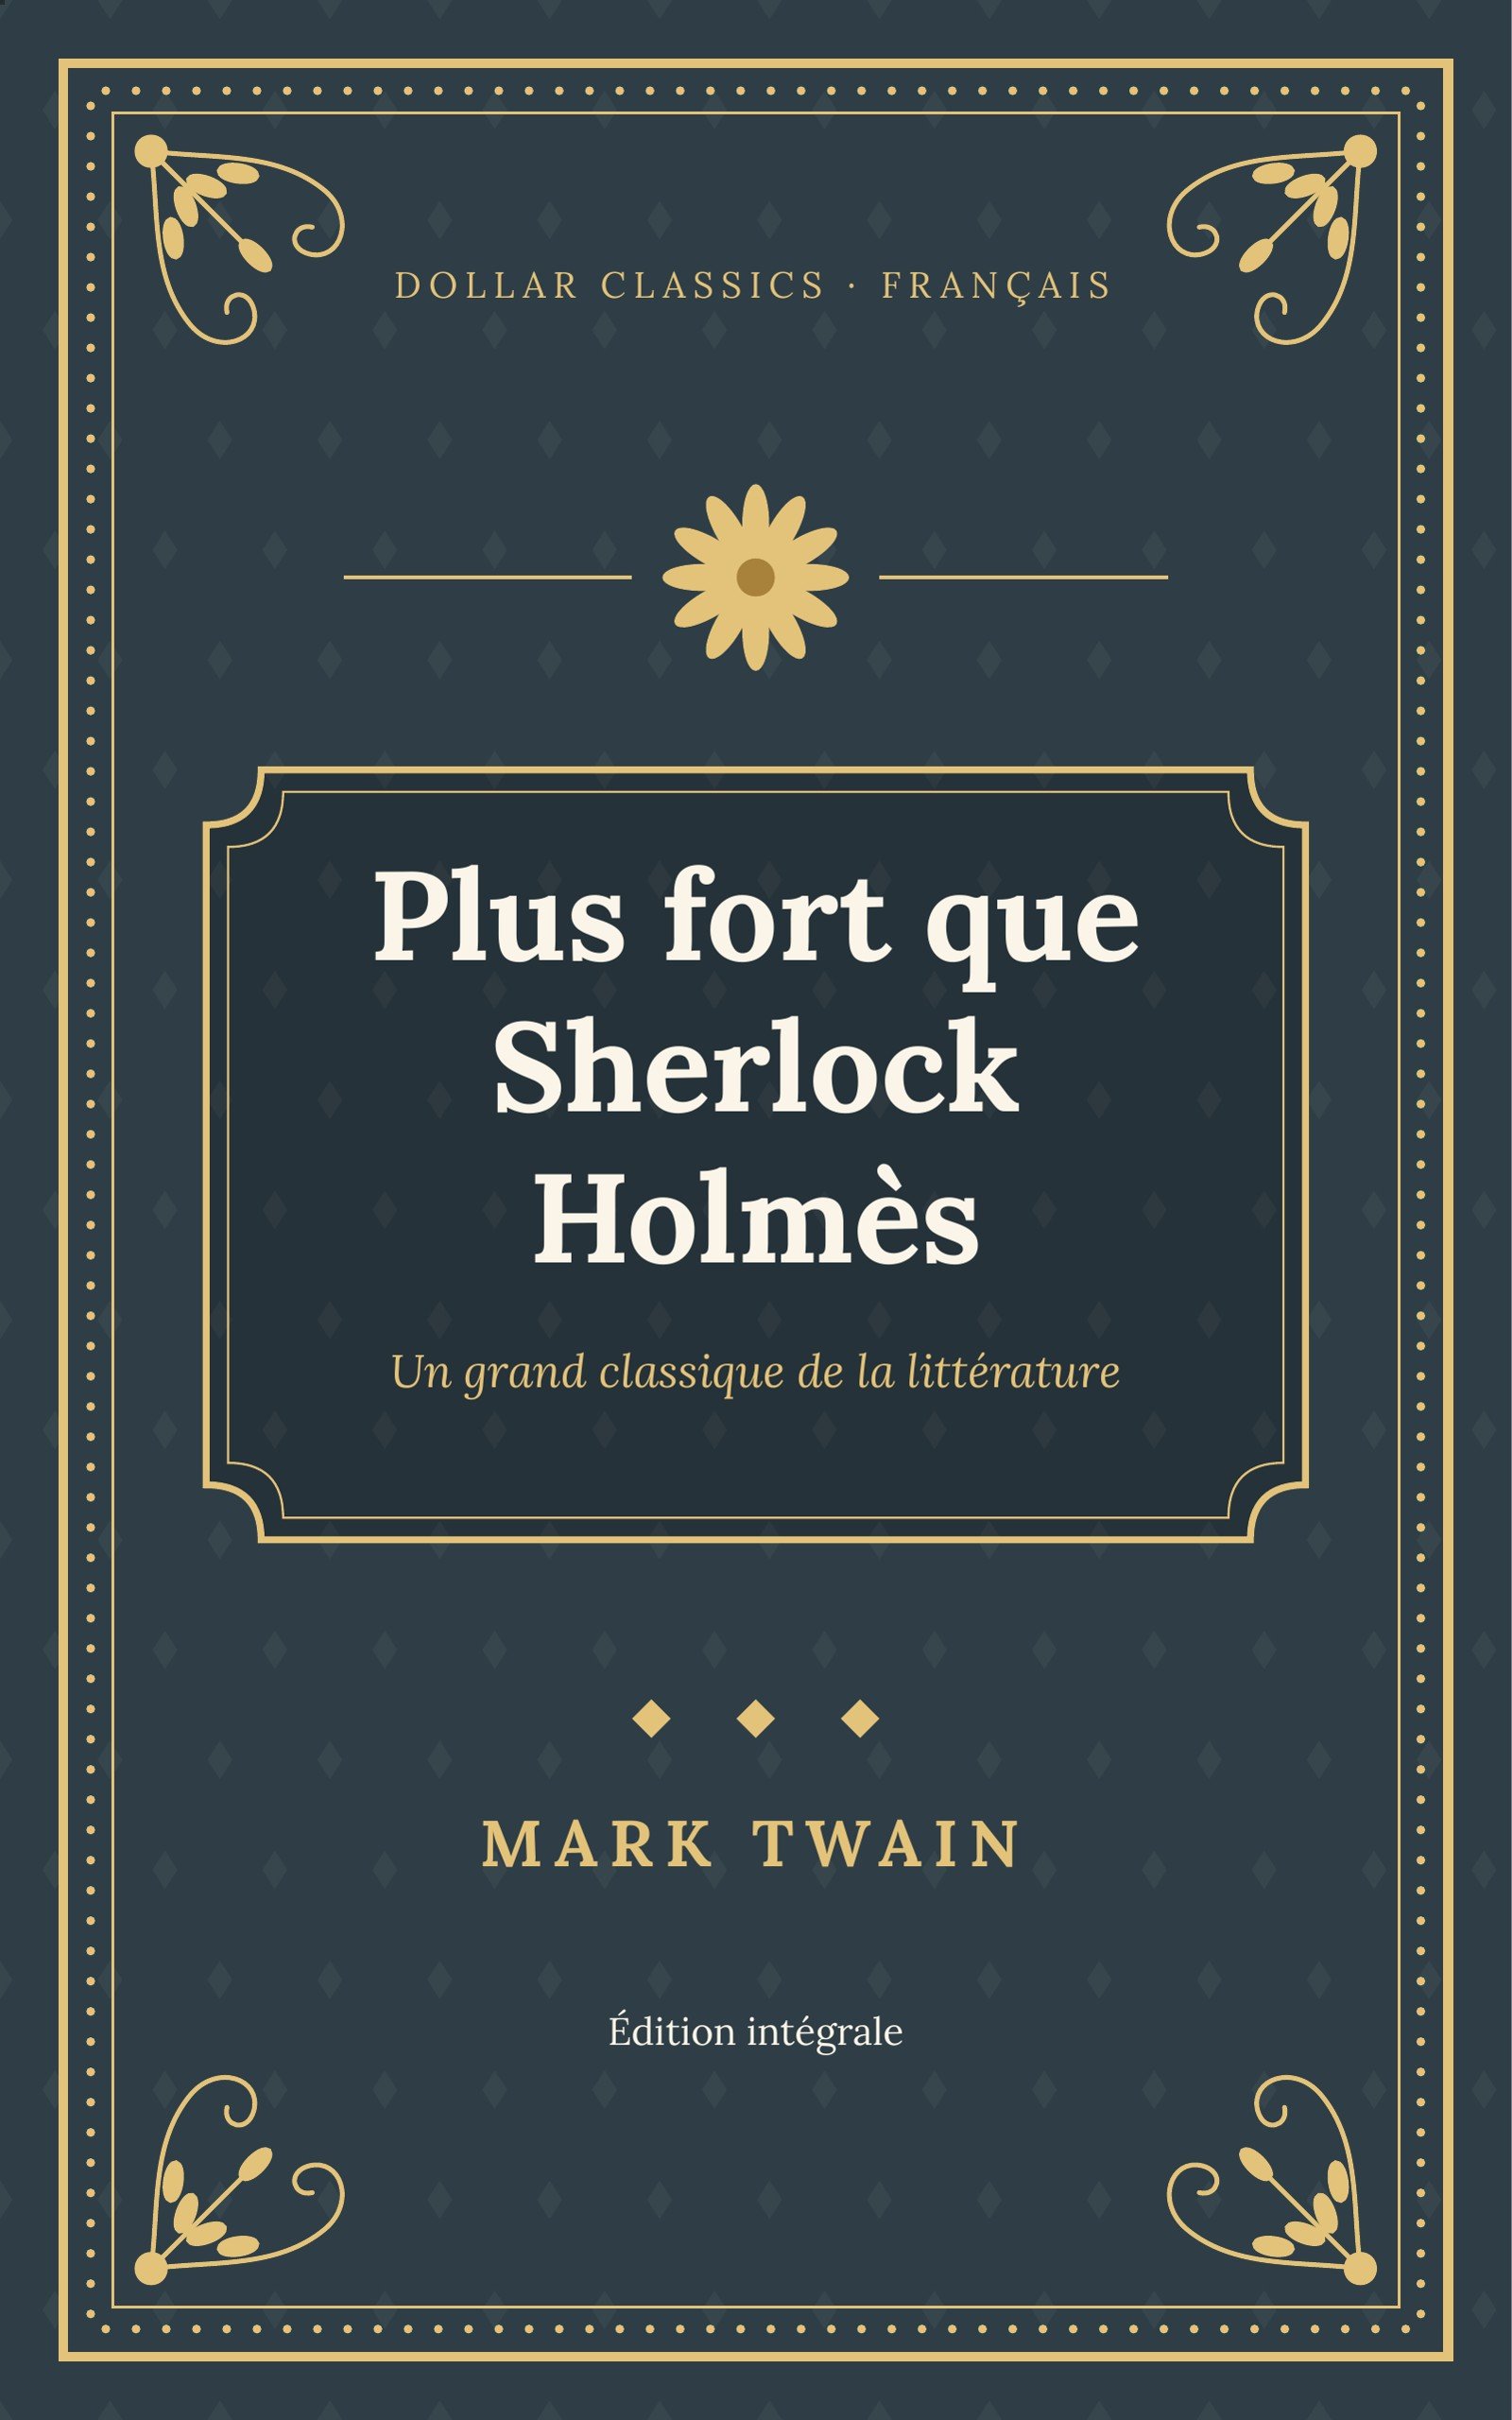 DOLLAR CLASSICS · FRANÇAIS
Plus fort que
Sherlock
Holmès
Un grand classique de la littérature
MARK TWAIN
Édition intégrale